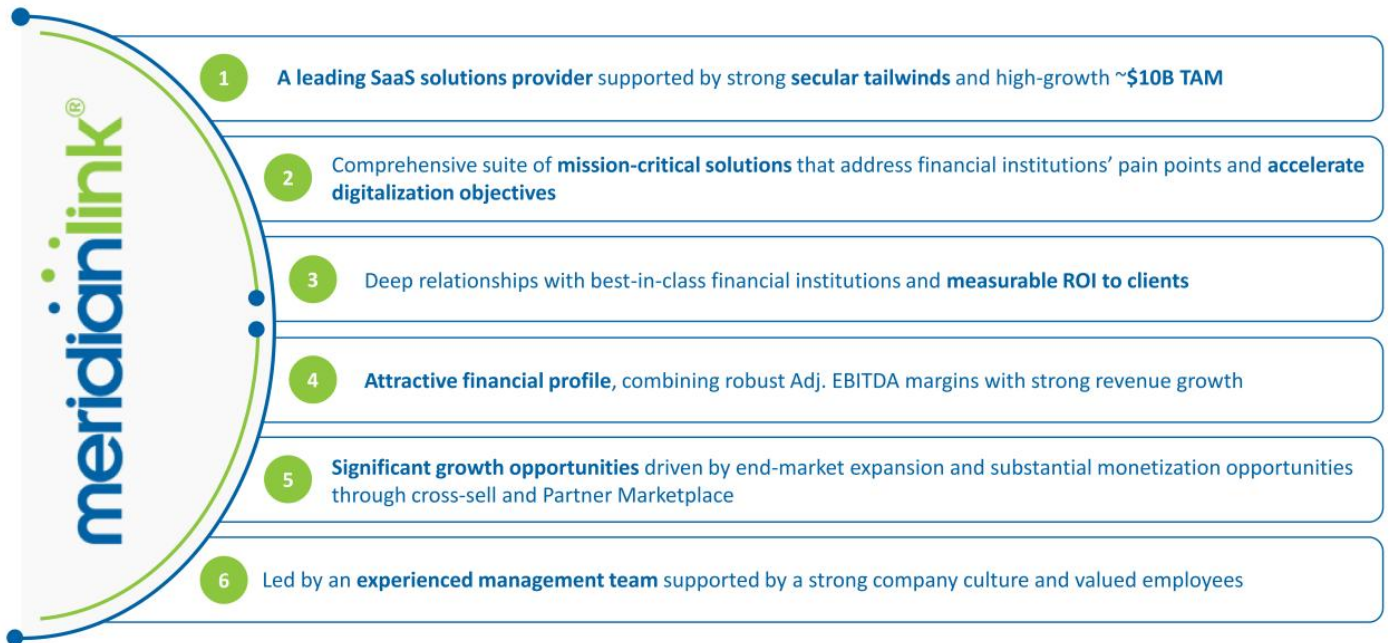 meridianlink®
1
A leading SaaS solutions provider supported by strong secular tailwinds and high-growth ~$10B TAM
2
Comprehensive suite of mission-critical solutions that address financial institutions’ pain points and accelerate
digitalization objectives
3
Deep relationships with best-in-class financial institutions and measurable ROI to clients
4
Attractive financial profile, combining robust Adj. EBITDA margins with strong revenue growth
5
Significant growth opportunities driven by end-market expansion and substantial monetization opportunities
through cross-sell and Partner Marketplace
6
Led by an experienced management team supported by a strong company culture and valued employees